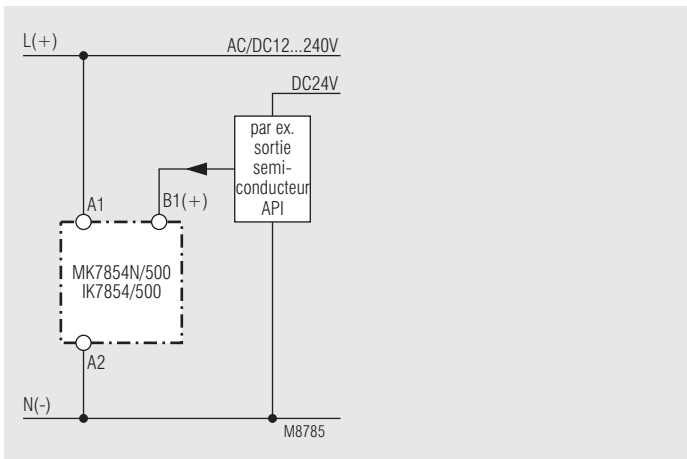 L(+)
AC/DC12...240V
DC24V
par ex.
sortie
semi-
conducteur
API
A1
B1(+)
MK7854N/500
IK7854/500
A2
N(-)
M8785